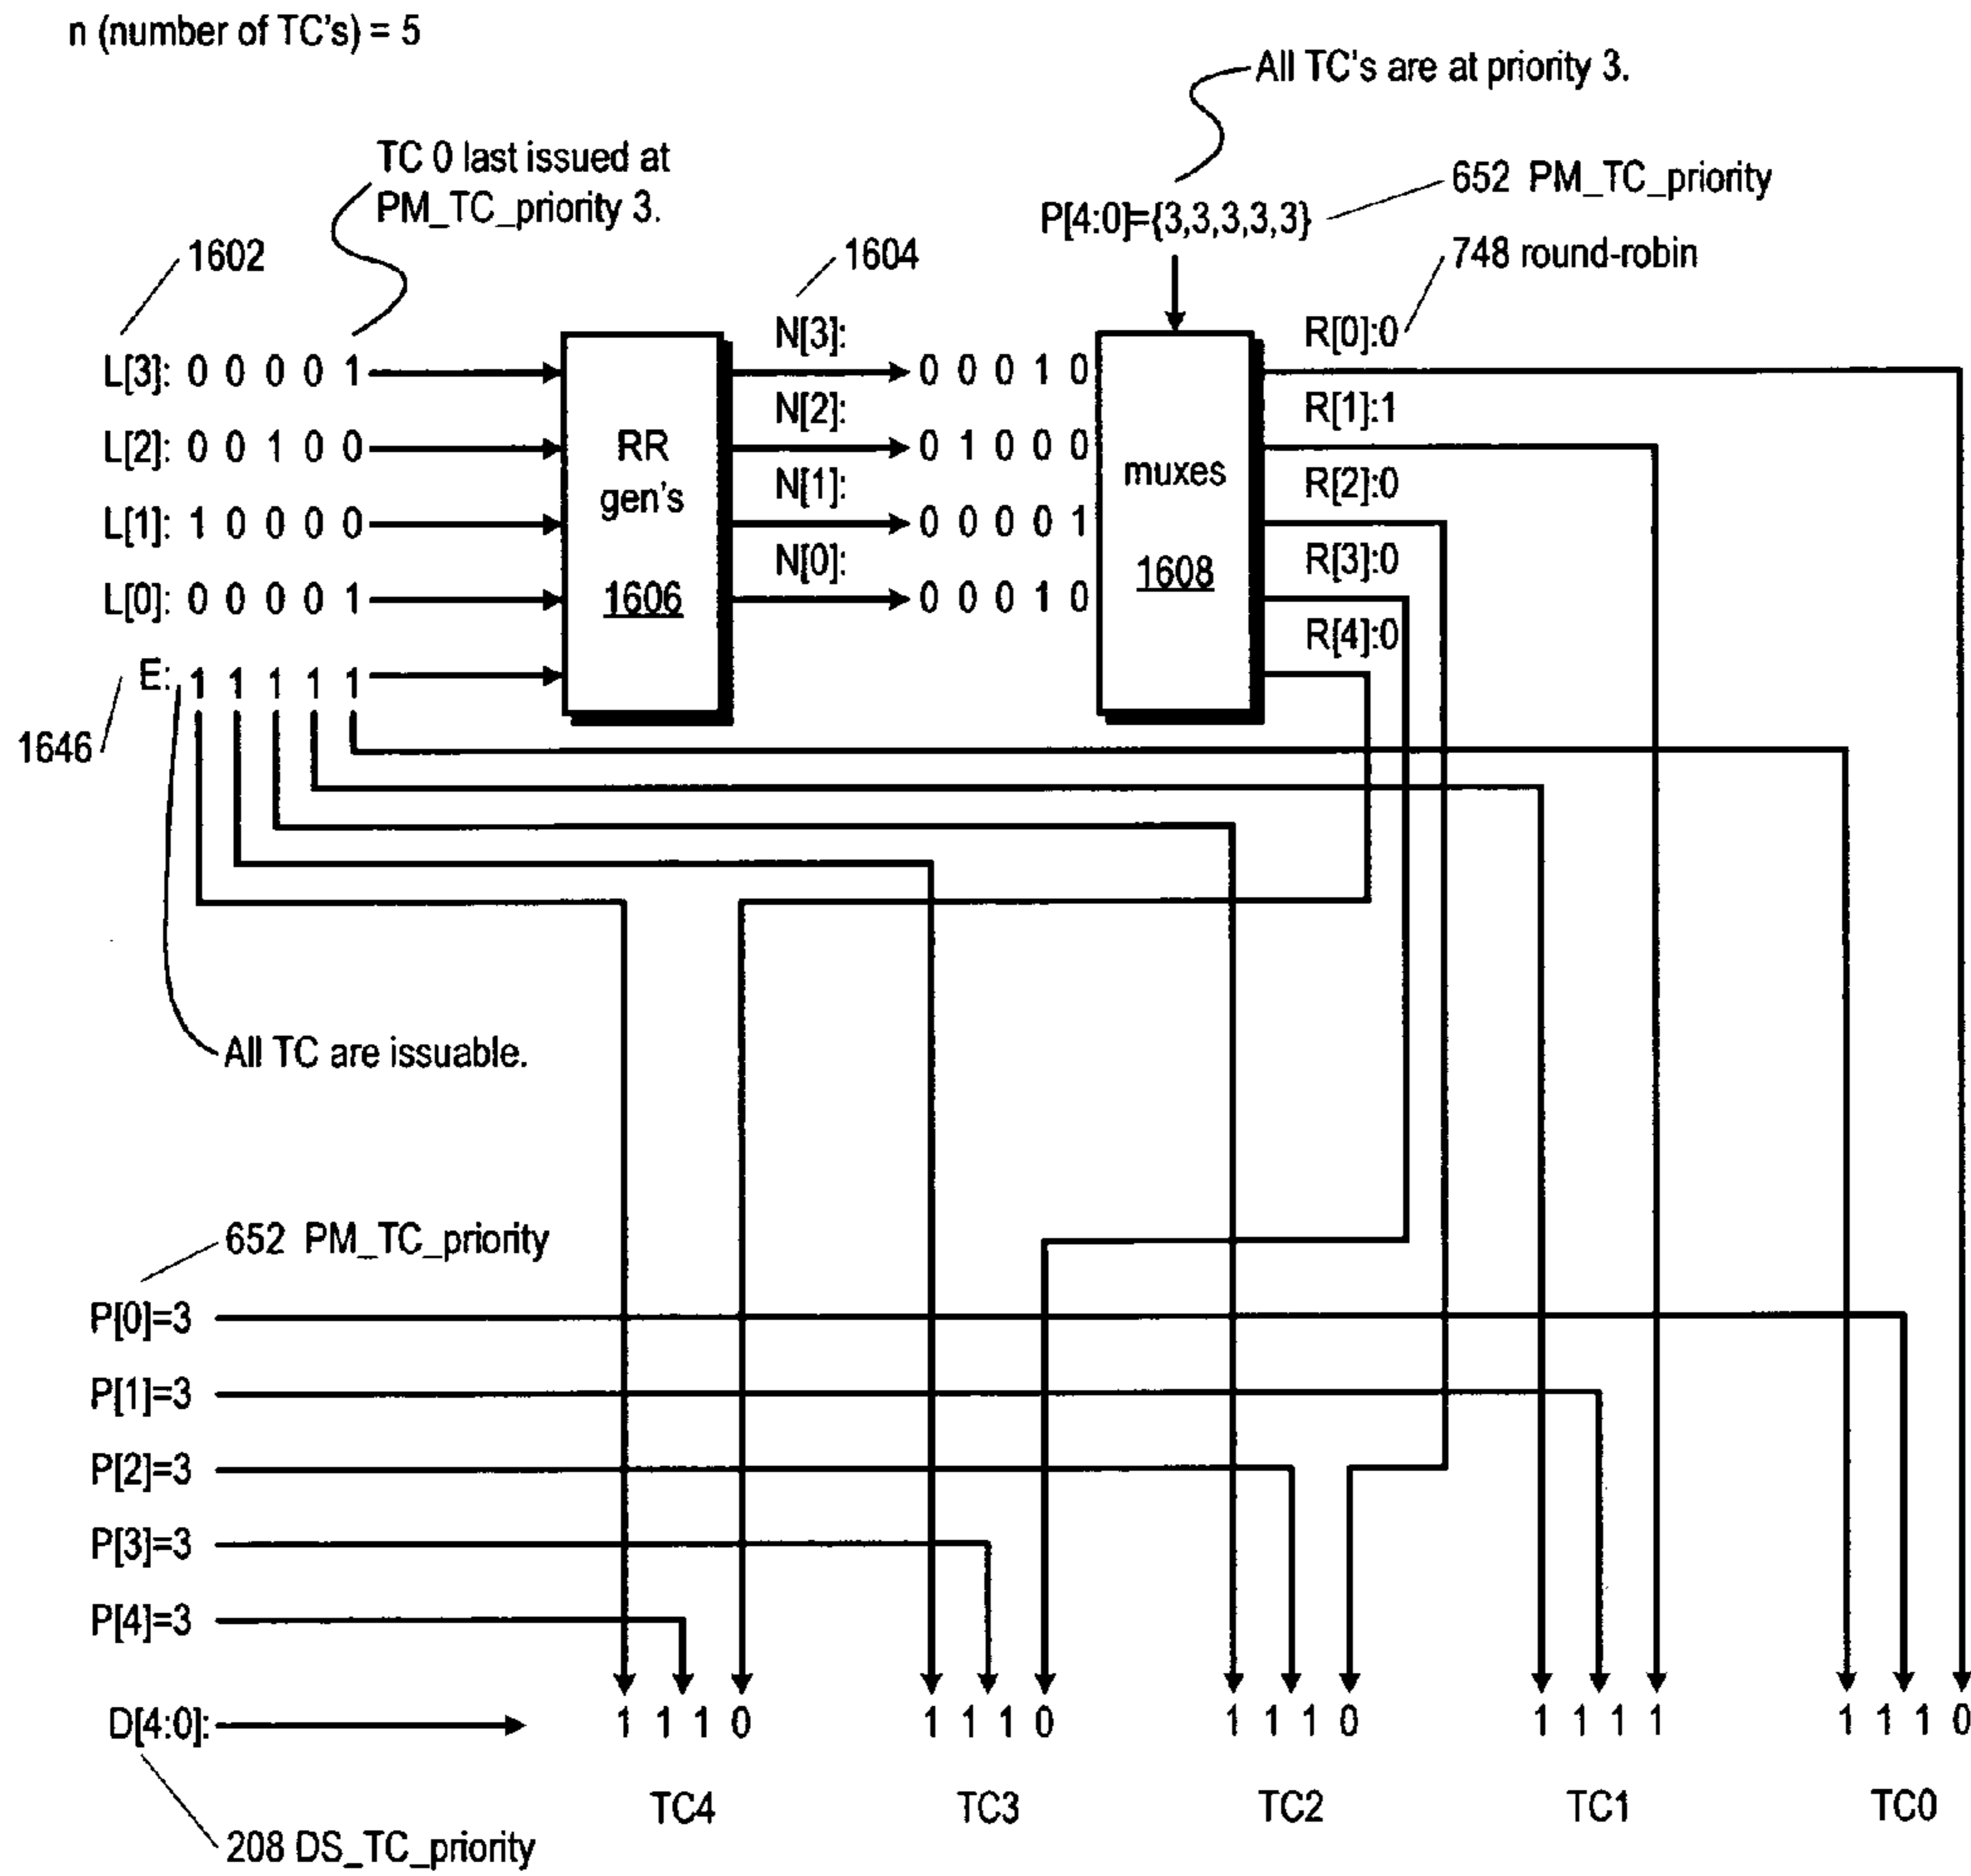 n (number of TC's) = 5
All TC's are at priority 3.
TC 0 last issued at
PM_TC_priority 3.
652 PM_TC_priority
P[4:0]={3,3,3,3,3}
1602
1604
748 round-robin
L[3]: 0 0 0 0 1
L[2]: 0 0 1 0 0
L[1]: 1 0 0 0 0
L[0]: 0 0 0 0 1
E: 1 1 1 1 1
1646
RR
gen's
1606
N[3]:
0 0 0 1 0
N[2]:
0 1 0 0 0
N[1]:
0 0 0 0 1
N[0]:
0 0 0 1 0
muxes
1608
R[0]:0
R[1]:1
R[2]:0
R[3]:0
R[4]:0
All TC are issuable.
652 PM_TC_priority
P[0]=3
P[1]=3
P[2]=3
P[3]=3
P[4]=3
D[4:0]:
1 1 1 0
1 1 1 0
1 1 1 0
1 1 1 1
1 1 1 0
TC4
TC3
TC2
TC1
TC0
208 DS_TC_priority